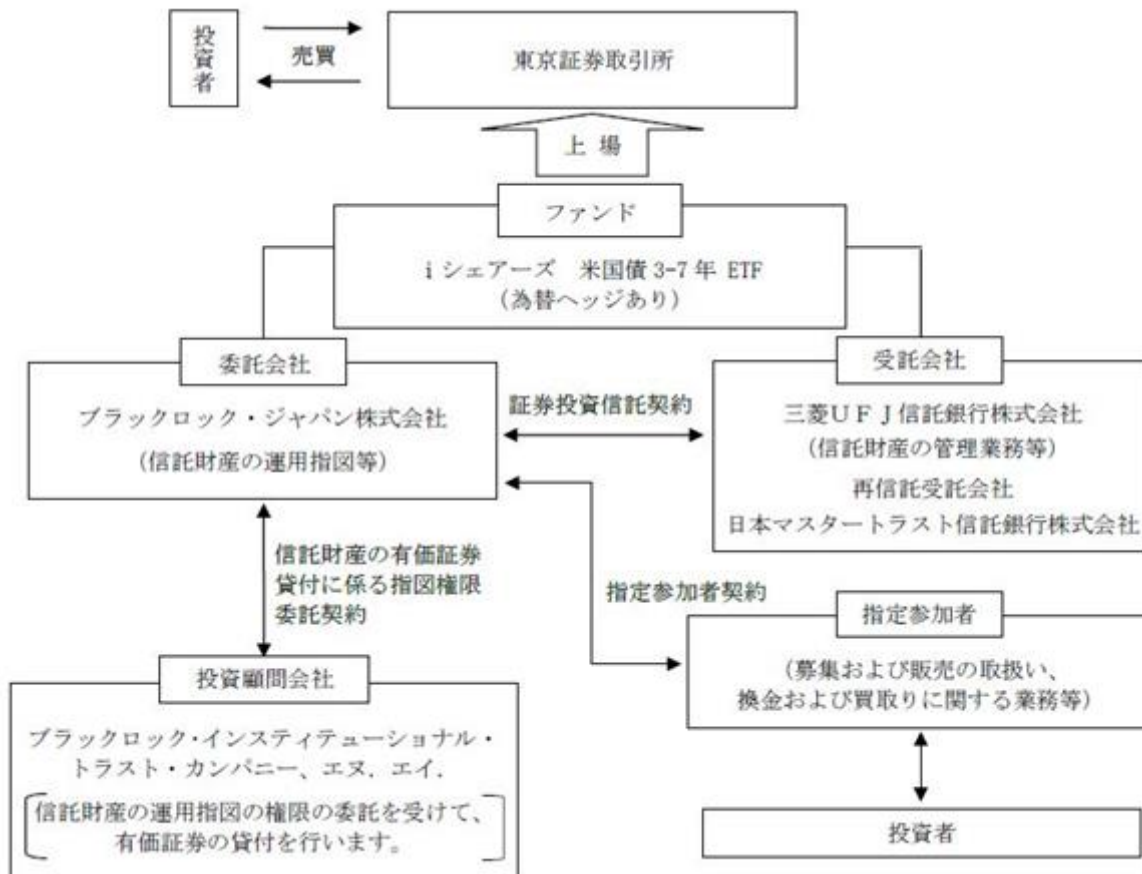 投資者
売買
東京証券取引所
上 場
ファンド
iシェアーズ 米国債3-7年 ETF
(為替ヘッジあり)
委託会社
ブラックロック・ジャパン株式会社
(信託財産の運用指図等)
証券投資信託契約
受託会社
三菱UFJ信託銀行株式会社
(信託財産の管理業務等)
再信託受託会社
日本マスタートラスト信託銀行株式会社
信託財産の有価証券
貸付に係る指図権限
委託契約
指定参加者契約
指定参加者
(募集および販売の取扱い、
換金および買取りに関する業務等)
投資顧問会社
ブラックロック・インスティテューショナル・
トラスト・カンパニー、エヌ.エイ.
信託財産の運用指図の権限の委託を受けて、
有価証券の貸付を行います。
投資者